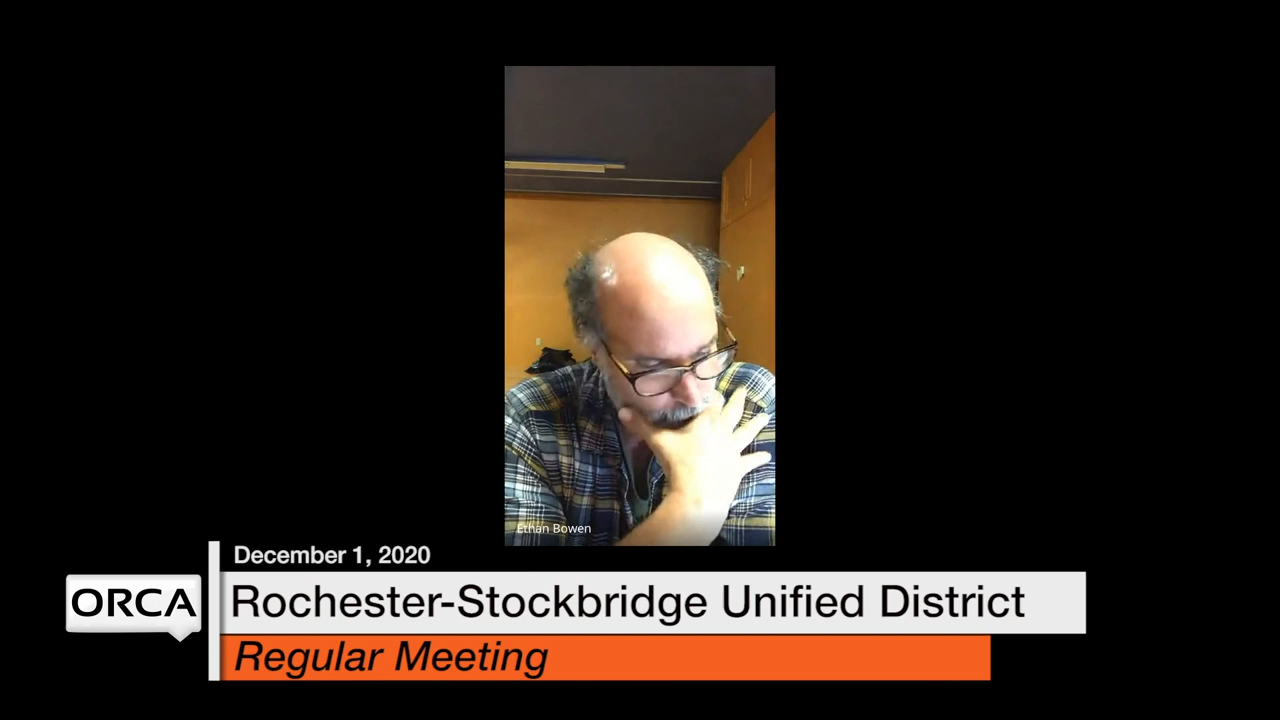 Ethan Bowen
December 1, 2020
ORCA
Rochester-Stockbridge Unified District
Regular Meeting